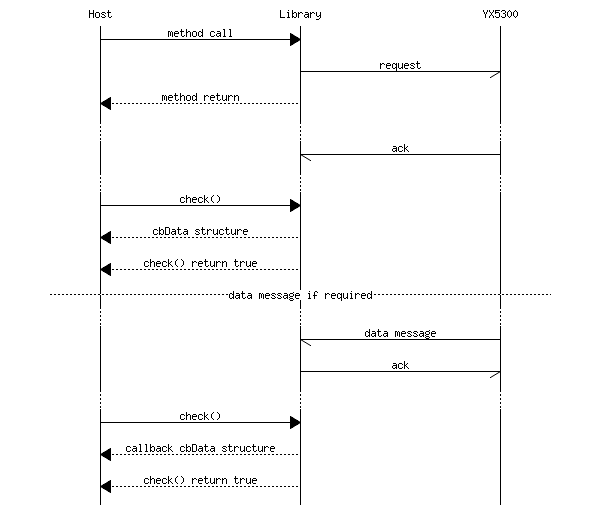 Host Library YX5300
method call
request
method return
ack
check()
cbData structure
check() return true
data message if required
data message
ack
check()
callback cbData structure
check() return true